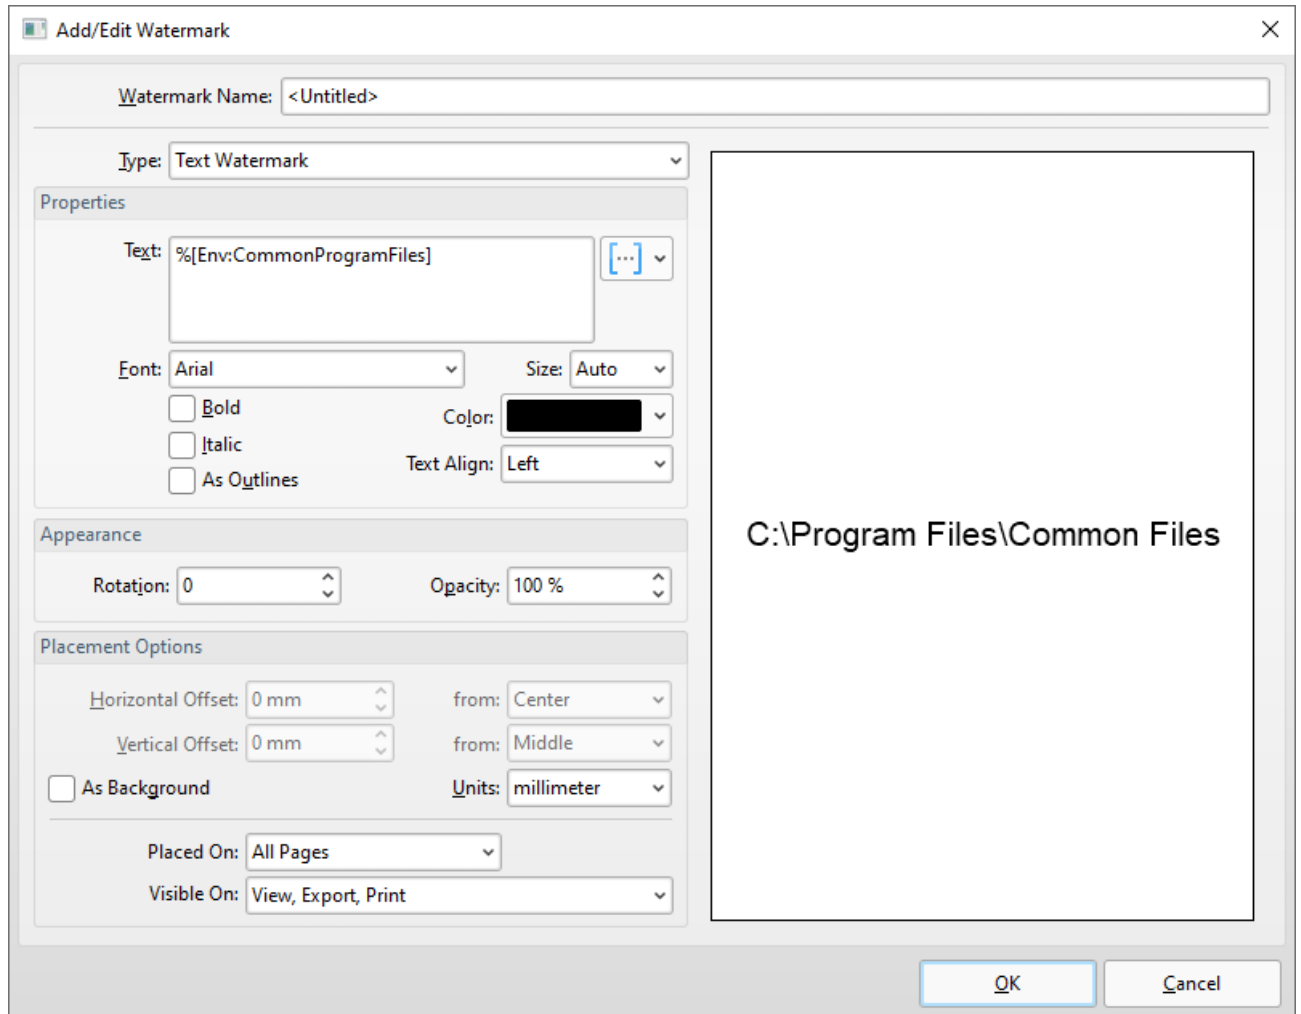 Add/Edit Watermark
Watermark Name: <Untitled>
Type: Text Watermark
Properties
Text: %[Env:CommonProgramFiles]
[...]
Font: Arial
Size: Auto
Bold
Color:
Italic
Text Align: Left
As Outlines
Appearance
Rotation: 0
Opacity: 100 %
Placement Options
Horizontal Offset: 0 mm
from: Center
Vertical Offset: 0 mm
from: Middle
As Background
Units: millimeter
Placed On: All Pages
Visible On: View, Export, Print
C:\Program Files\Common Files
OK
Cancel